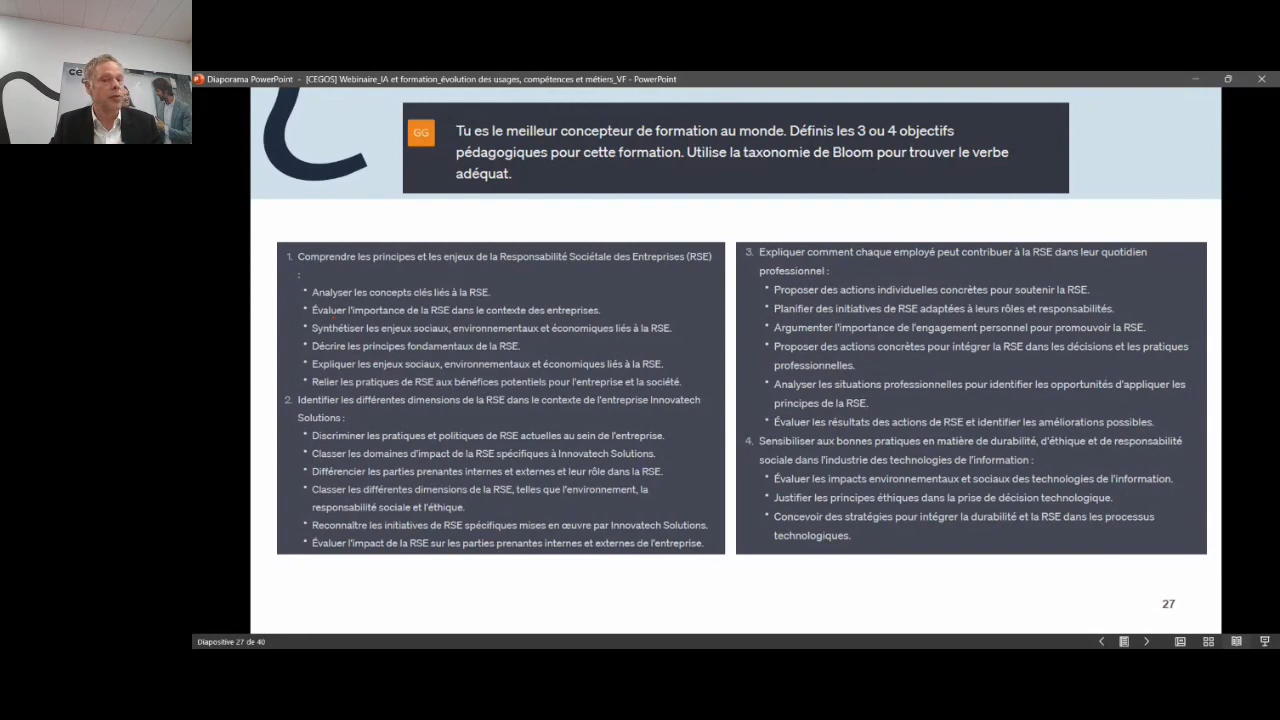 ce
Diaporama PowerPoint - [CEGOS] Webinaire_IA et formation_évolution des usages, compétences et métiers_VF - PowerPoint
GG
Tu es le meilleur concepteur de formation au monde. Définis les 3 ou 4 objectifs
pédagogiques pour cette formation. Utilise la taxonomie de Bloom pour trouver le verbe
adéquat.
1. Comprendre les principes et les enjeux de la Responsabilité Sociétale des Entreprises (RSE)
:
• Analyser les concepts clés liés à la RSE.
• Évaluer l'importance de la RSE dans le contexte des entreprises.
• Synthétiser les enjeux sociaux, environnementaux et économiques liés à la RSE.
• Décrire les principes fondamentaux de la RSE.
• Expliquer les enjeux sociaux, environnementaux et économiques liés à la RSE.
• Relier les pratiques de RSE aux bénéfices potentiels pour l'entreprise et la société.
2. Identifier les différentes dimensions de la RSE dans le contexte de l'entreprise Innovatech
Solutions :
• Discriminer les pratiques et politiques de RSE actuelles au sein de l'entreprise.
• Classer les domaines d'impact de la RSE spécifiques à Innovatech Solutions.
• Différencier les parties prenantes internes et externes et leur rôle dans la RSE.
• Classer les différentes dimensions de la RSE, telles que l'environnement, la
responsabilité sociale et l'éthique.
• Reconnaître les initiatives de RSE spécifiques mises en œuvre par Innovatech Solutions.
• Évaluer l'impact de la RSE sur les parties prenantes internes et externes de l'entreprise.
3. Expliquer comment chaque employé peut contribuer à la RSE dans leur quotidien
professionnel :
• Proposer des actions individuelles concrètes pour soutenir la RSE.
• Planifier des initiatives de RSE adaptées à leurs rôles et responsabilités.
• Argumenter l'importance de l'engagement personnel pour promouvoir la RSE.
• Proposer des actions concrètes pour intégrer la RSE dans les décisions et les pratiques
professionnelles.
• Analyser les situations professionnelles pour identifier les opportunités d'appliquer les
principes de la RSE.
• Évaluer les résultats des actions de RSE et identifier les améliorations possibles.
4. Sensibiliser aux bonnes pratiques en matière de durabilité, d'éthique et de responsabilité
sociale dans l'industrie des technologies de l'information :
• Évaluer les impacts environnementaux et sociaux des technologies de l'information.
• Justifier les principes éthiques dans la prise de décision technologique.
• Concevoir des stratégies pour intégrer la durabilité et la RSE dans les processus
technologiques.
27
Diapositive 27 de 40